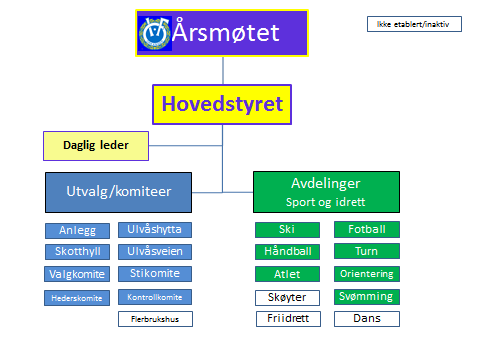 Årsmøtet
Ikke etablert/inaktiv
Hovedstyret
Daglig leder
Utvalg/komiteer
Avdelinger
Sport og idrett
Anlegg
Ulvåshytta
Skotthyll
Ulvåsveien
Valgkomite
Stikomite
Hederskomite
Kontrollkomite
Flerbrukshus
Ski
Fotball
Håndball
Turn
Atlet
Orientering
Skøyter
Svømming
Friidrett
Dans